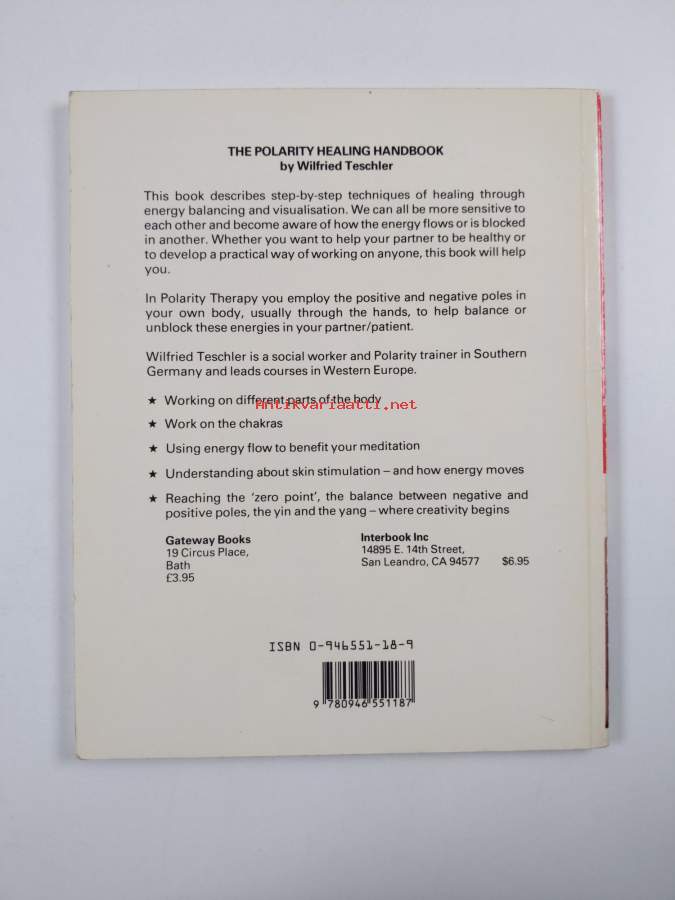 THE POLARITY HEALING HANDBOOK
by Wilfried Teschler
This book describes step-by-step techniques of healing through
energy balancing and visualisation. We can all be more sensitive to
each other and become aware of how the energy flows or is blocked
in another. Whether you want to help your partner to be healthy or
to develop a practical way of working on anyone, this book will help
you.
In Polarity Therapy you employ the positive and negative poles in
your own body, usually through the hands, to help balance or
unblock these energies in your partner/patient.
Wilfried Teschler is a social worker and Polarity trainer in Southern
Germany and leads courses in Western Europe.
★ Working on different parts of the body
Antikvariaatti.net
★ Work on the chakras
★ Using energy flow to benefit your meditation
★ Understanding about skin stimulation – and how energy moves
★ Reaching the ‘zero point’, the balance between negative and
positive poles, the yin and the yang – where creativity begins
Gateway Books
19 Circus Place,
Bath
£3.95
Interbook Inc
14895 E. 14th Street,
San Leandro, CA 94577 $6.95
ISBN 0-946551-18-9
9 780946 551187